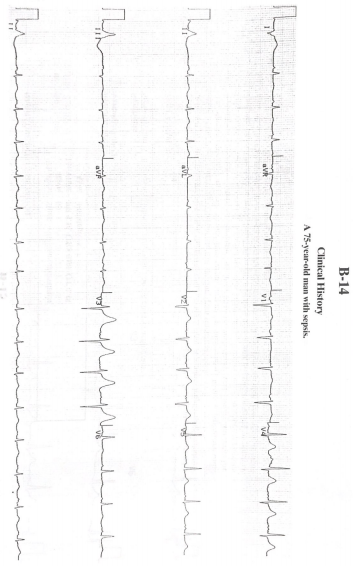 B-14
Clinical History
A 75-year-old man with sepsis.
I
aVR
V1
V4
II
aVL
V2
V5
III
aVF
V3
V6
II